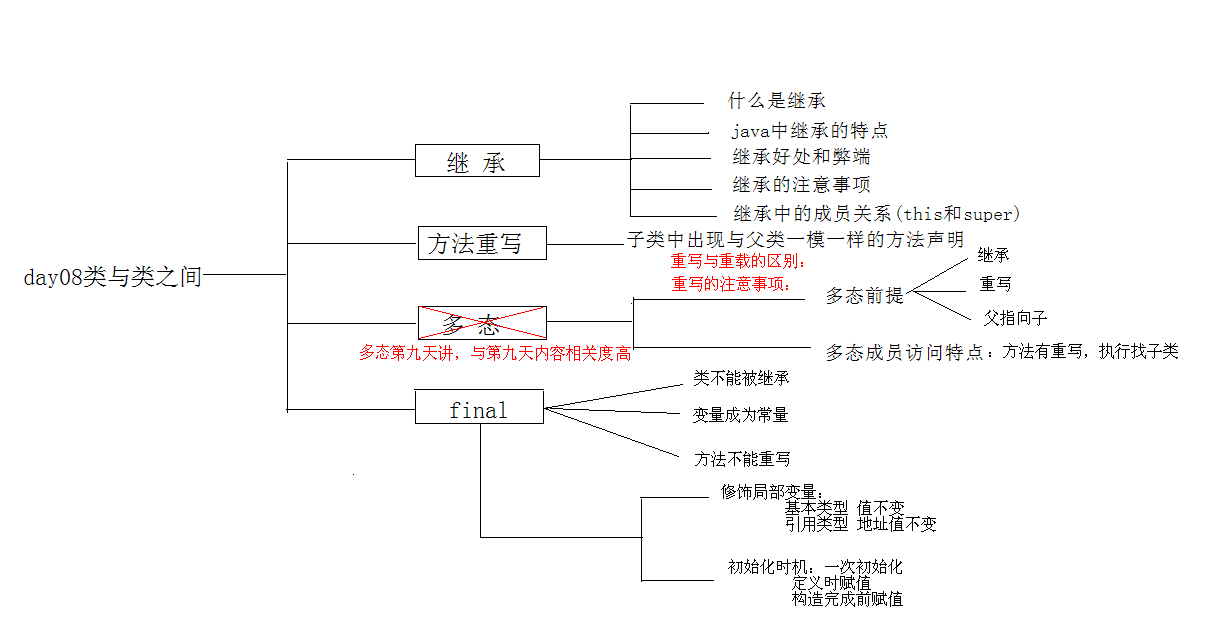 day08类与类之间
继 承
什么是继承
java中继承的特点
继承好处和弊端
继承的注意事项
继承中的成员关系(this和super)
方法重写
子类中出现与父类一模一样的方法声明
重写与重载的区别:
重写的注意事项:
多 态
多态第九天讲，与第九天内容相关度高
多态前提
继承
重写
父指向子
多态成员访问特点：方法有重写，执行找子类
final
类不能被继承
变量成为常量
方法不能重写
修饰局部变量:
基本类型 值不变
引用类型 地址值不变
初始化时机: 一次初始化
定义时赋值
构造完成前赋值